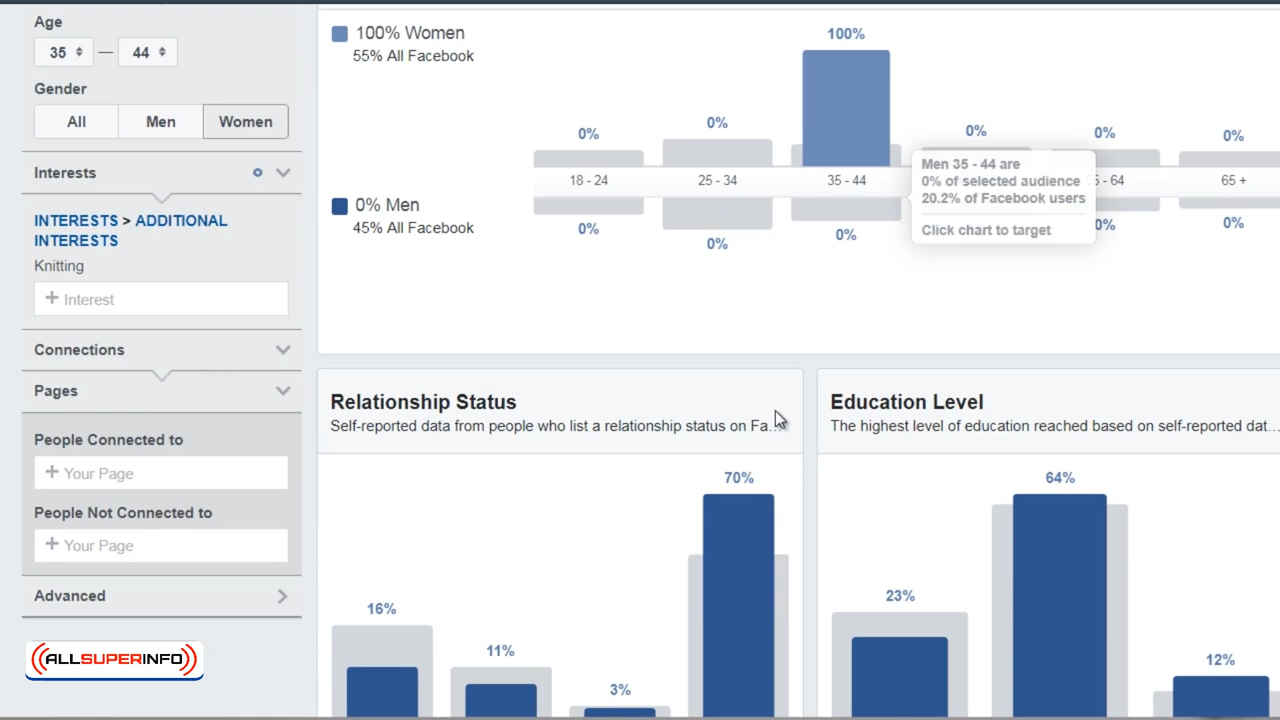 Age
35 — 44
Gender
All Men Women
Interests
INTERESTS > ADDITIONAL
INTERESTS
Knitting
+ Interest
Connections
Pages
People Connected to
+ Your Page
People Not Connected to
+ Your Page
Advanced
ALLSUPERINFO
100% Women
55% All Facebook
0% 0% 100% 0% 0% 0%
18 - 24 25 - 34 35 - 44 5 - 64 65 +
0% Men
45% All Facebook
0% 0% 0% 0% 0%
Men 35 - 44 are
0% of selected audience
20.2% of Facebook users
Click chart to target
Relationship Status
Self-reported data from people who list a relationship status on Fa...
16% 11% 3% 70%
Education Level
The highest level of education reached based on self-reported dat...
23% 64% 12%